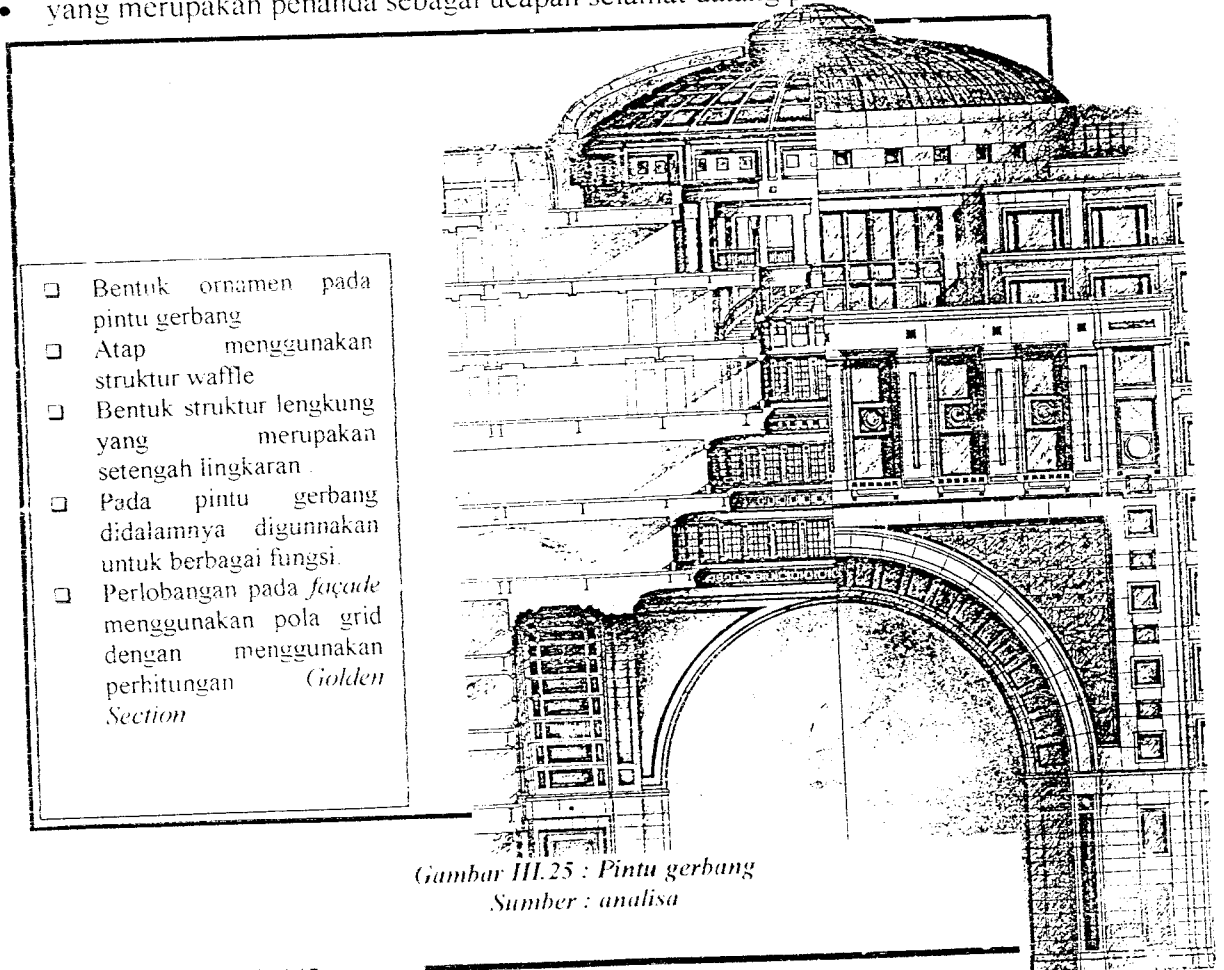 • yang merupakan penanda sebagai ucapan selamat datang
❑ Bentuk ornamen pada
pintu gerbang
❑ Atap menggunakan
struktur waffle
❑ Bentuk struktur lengkung
yang merupakan
setengah lingkaran
❑ Pada pintu gerbang
didalamnya digunnakan
untuk berbagai fungsi.
❑ Perlobangan pada façade
menggunakan pola grid
dengan menggunakan
perhitungan Golden
Section
Gambar III.25 : Pintu gerbang
Sumber : analisa